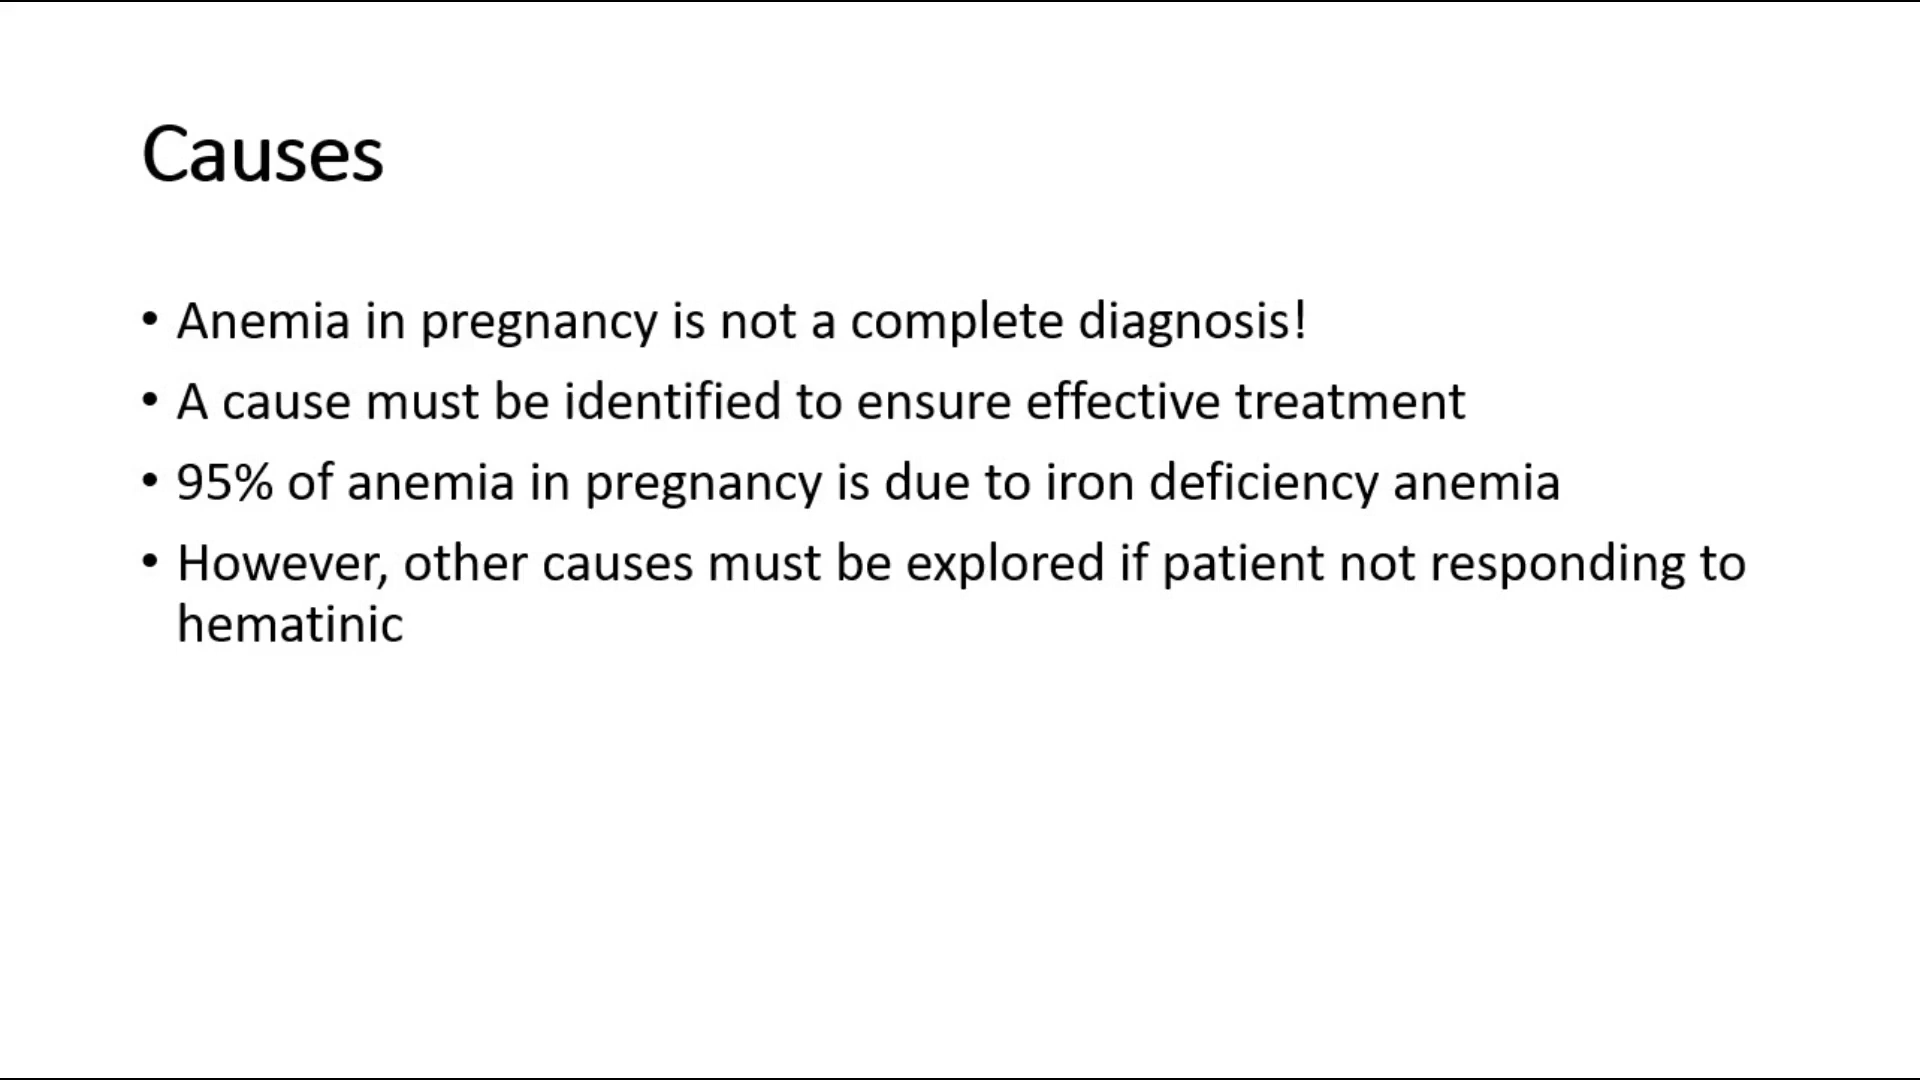 Causes
• Anemia in pregnancy is not a complete diagnosis!
• A cause must be identified to ensure effective treatment
• 95% of anemia in pregnancy is due to iron deficiency anemia
• However, other causes must be explored if patient not responding to
hematinic